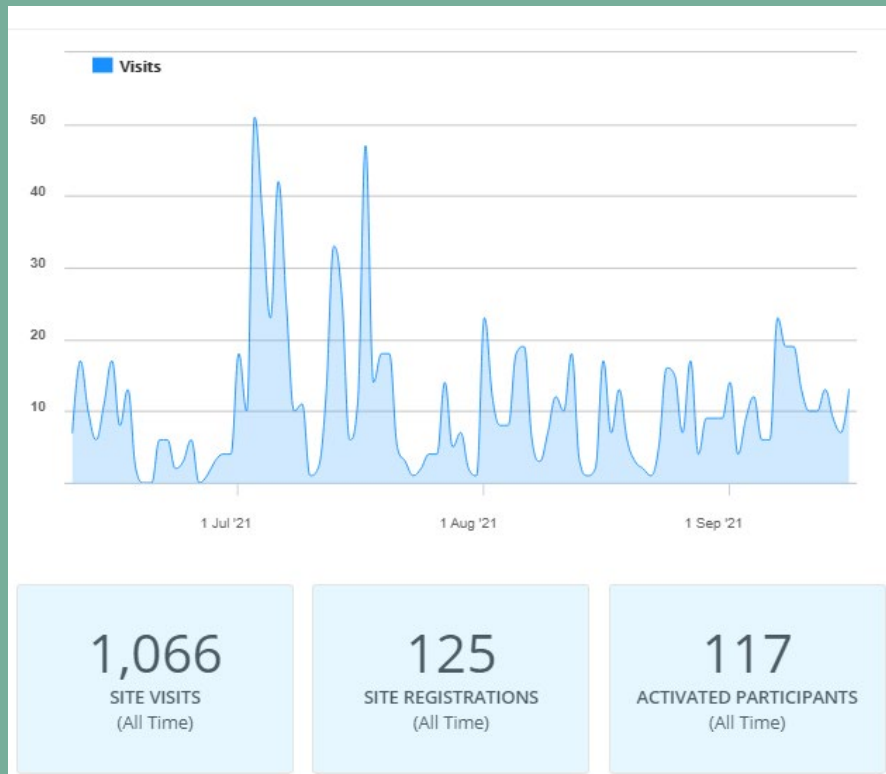 Visits
50
40
30
20
10
1 Jul '21 1 Aug '21 1 Sep '21
1,066
SITE VISITS
(All Time)
125
SITE REGISTRATIONS
(All Time)
117
ACTIVATED PARTICIPANTS
(All Time)